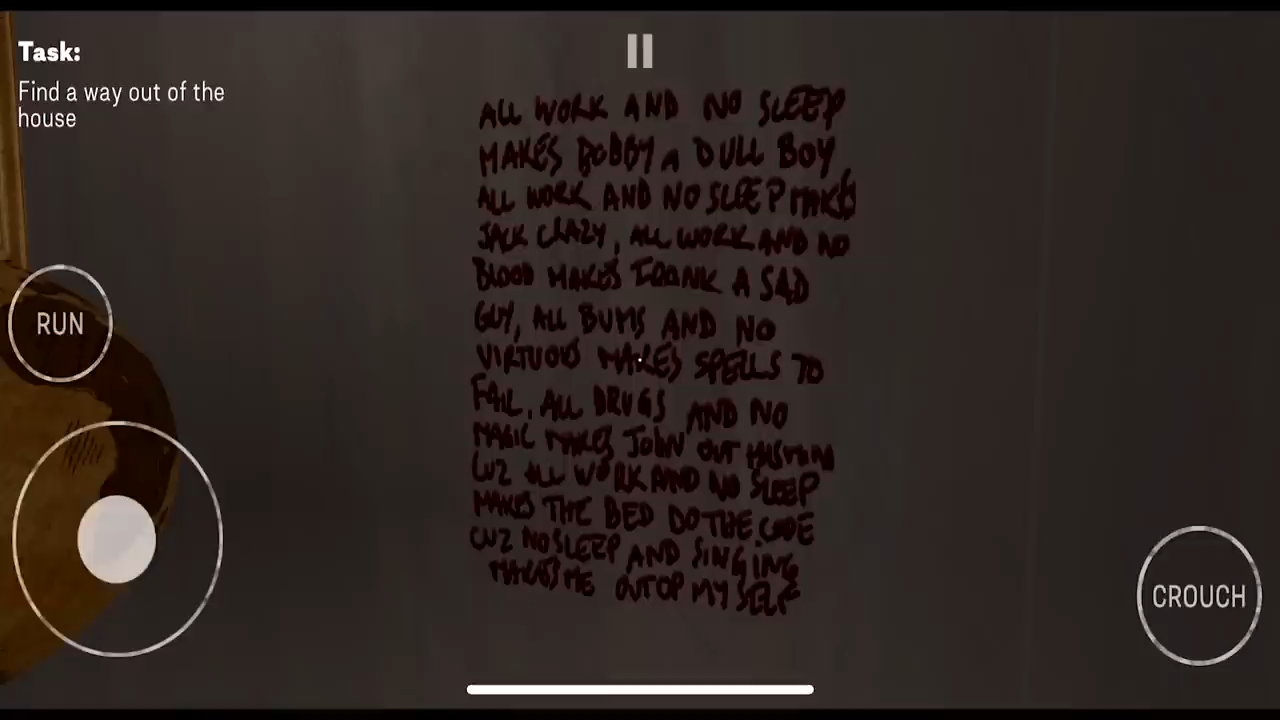 Task:
Find a way out of the
house
RUN
CROUCH
ALL WORK AND NO SLEEP
MAKES BOBBY A DULL BOY
ALL WORK AND NO SLEEP MAKES
JACK CRAZY, ALL WORK AND NO
BLOOD MAKES A SAD
GUY, ALL BUMS AND NO
VIRTUOUS MAKES SPELLS TO
FAIL, ALL DRUGS AND NO
MAGIC MAKES JOHN OUT
CUZ ALL WORK AND NO SLEEP
MAKES THE BED DO THE CODE
CUZ NO SLEEP AND SINGING
MAKES ME OUT OF MY SELF